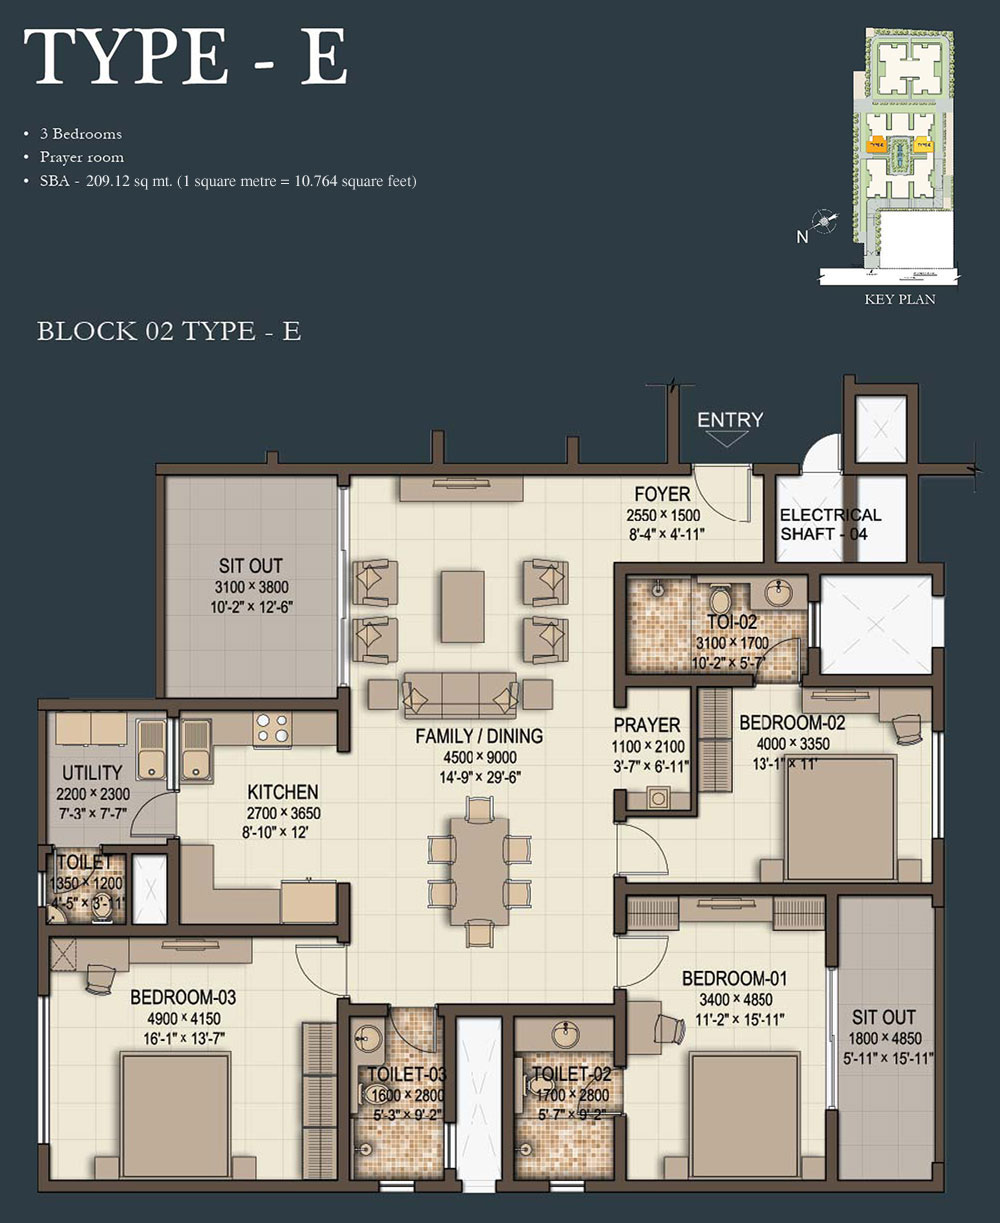 TYPE - E
• 3 Bedrooms
• Prayer room
• SBA - 209.12 sq mt. (1 square metre = 10.764 square feet)
N
KEY PLAN
BLOCK 02 TYPE - E
ENTRY
FOYER
2550 × 1500
8'-4" × 4'-11"
ELECTRICAL
SHAFT - 04
SIT OUT
3100 × 3800
10'-2" × 12'-6"
TOI-02
3100 × 1700
10'-2" × 5'-7"
FAMILY / DINING
4500 × 9000
14'-9" × 29'-6"
PRAYER
1100 × 2100
3'-7" × 6'-11"
BEDROOM-02
4000 × 3350
13'-1" × 11'
UTILITY
2200 × 2300
7'-3" × 7'-7"
KITCHEN
2700 × 3650
8'-10" × 12'
TOILET
1350 × 1200
4'-5" × 3'-11"
BEDROOM-03
4900 × 4150
16'-1" × 13'-7"
BEDROOM-01
3400 × 4850
11'-2" × 15'-11"
SIT OUT
1800 × 4850
5'-11" × 15'-11"
TOILET-03
1600 × 2800
5'-3" × 9'-2"
TOILET-02
1700 × 2800
5'-7" × 9'-2"